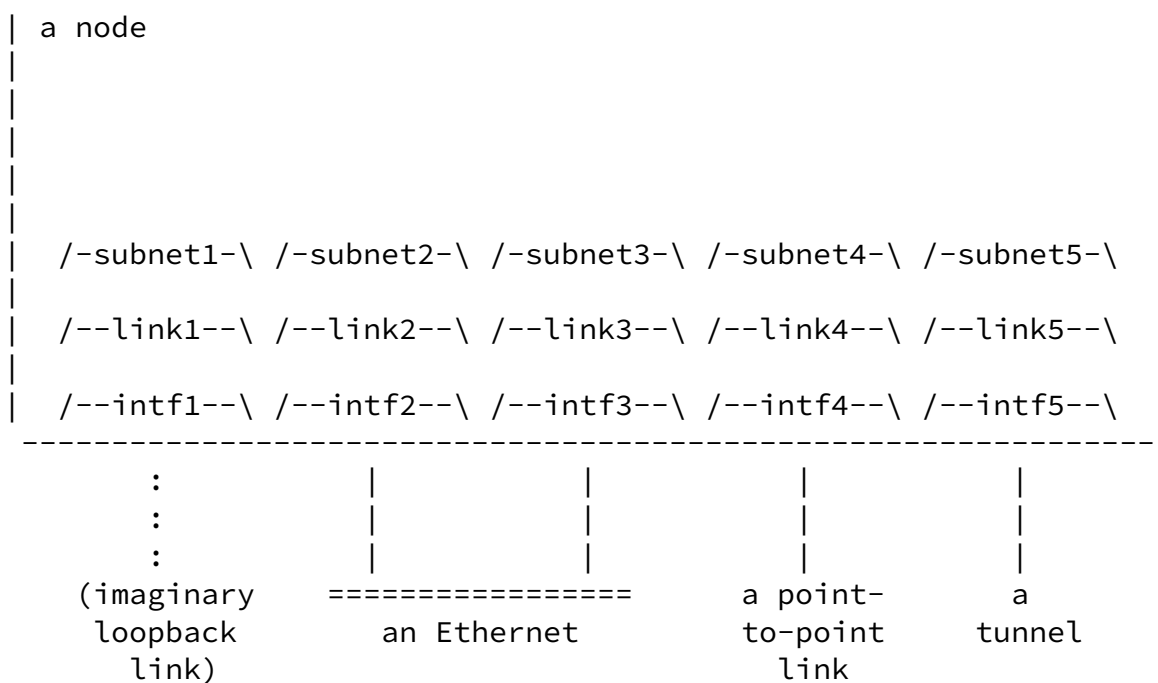 | a node
|
|
|
|
|
| /-subnet1-\ /-subnet2-\ /-subnet3-\ /-subnet4-\ /-subnet5-\
|
| /--link1--\ /--link2--\ /--link3--\ /--link4--\ /--link5--\
|
| /--intf1--\ /--intf2--\ /--intf3--\ /--intf4--\ /--intf5--\
---------------------------------------------------------------
: | | | |
: | | | |
: | | | |
(imaginary ================= a point- a
loopback an Ethernet to-point tunnel
link) link